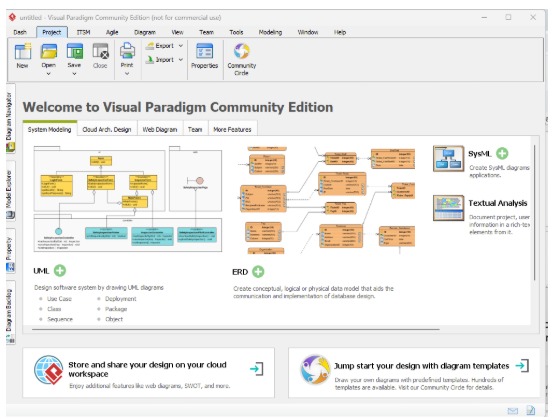 untitled - Visual Paradigm Community Edition (not for commercial use)
Dash Project ITSM Agile Diagram View Team Tools Modeling Window Help
New Open Save Close Print Export Import Properties Community Circle
Diagram Navigator
Model Explorer
Property
Diagram Backlog
Welcome to Visual Paradigm Community Edition
System Modeling Cloud Arch. Design Web Diagram Team More Features
SysML
Create SysML diagrams
applications.
Textual Analysis
Document project, user
information in a rich-tex
elements from it.
UML
Design software system by drawing UML diagrams
Use Case Deployment
Class Package
Sequence Object
ERD
Create conceptual, logical or physical data model that aids the
communication and implementation of database design.
Store and share your design on your cloud
workspace
Enjoy additional features like web diagrams, SWOT, and more.
Jump start your design with diagram templates
Draw your own diagrams with predefined templates. Hundreds of
templates are available. Visit our Community Circle for details.